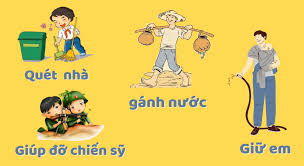 Quét nhà
gánh nước
Giúp đỡ chiến sỹ
Giữ em